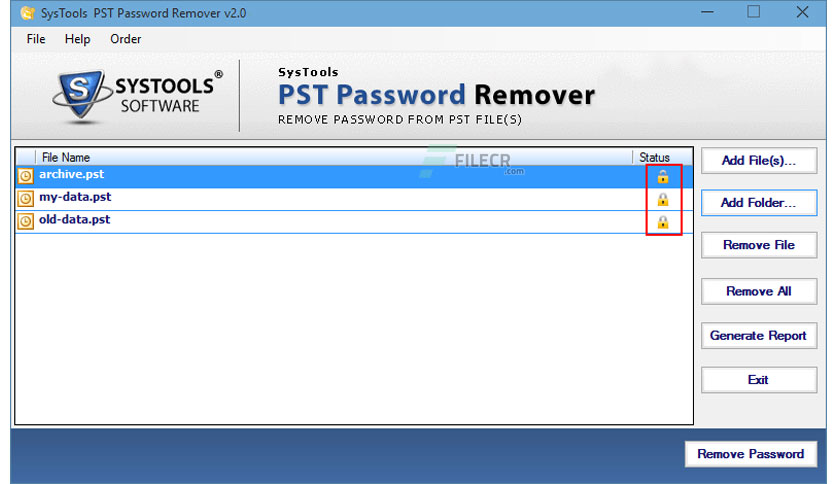 SysTools PST Password Remover v2.0
File Help Order
SYSTOOLS®
SOFTWARE
SysTools
PST Password Remover
REMOVE PASSWORD FROM PST FILE(S)
File Name Status
FILECR
.com
archive.pst
my-data.pst
old-data.pst
Add File(s)...
Add Folder...
Remove File
Remove All
Generate Report
Exit
Remove Password